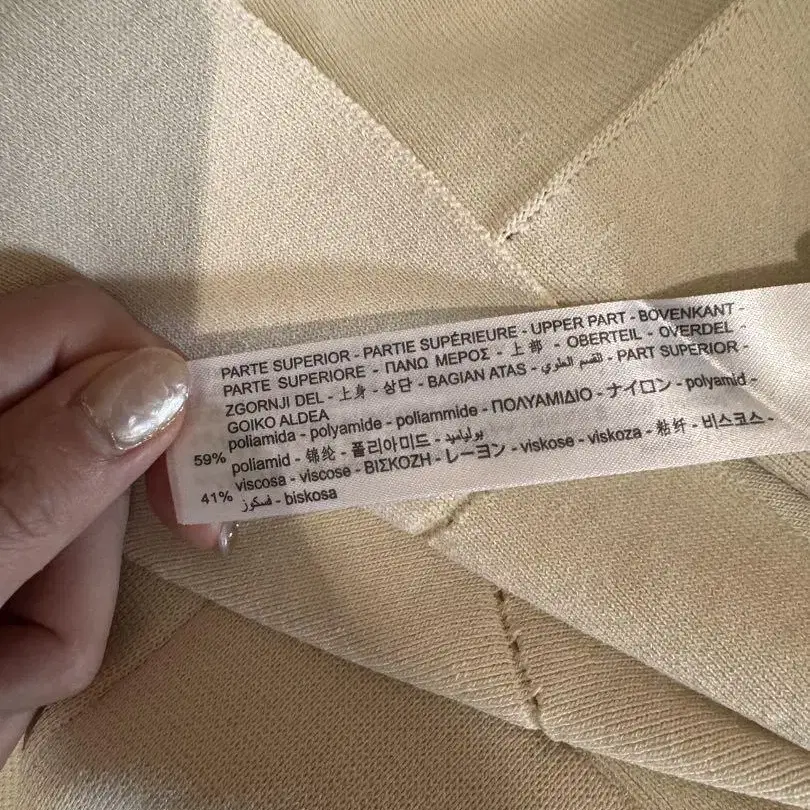 PARTE SUPERIOR - PARTIE SUPÉRIEURE - UPPER PART - BOVENKANT -
PARTE SUPERIORE - ΠΑΝΩ ΜΕΡΟΣ - 上部 - OBERTEIL - OVERDEL -
ZGORNJI DEL - 上身 - 상단 - BAGIAN ATAS - القسم العلوي - PART SUPERIOR -
GOIKO ALDEA
59% poliamida - polyamide - poliammide - ΠΟΛΥΑΜΙΔΙΟ - ナイロン - polyamid -
poliamid - 锦纶 - 폴리아미드 - بولياميد
41% viscosa - viscose - ΒΙΣΚΟΖΗ - レーヨン - viskose - viskoza - 粘纤 - 비스코스 -
فسكوز - biskosa